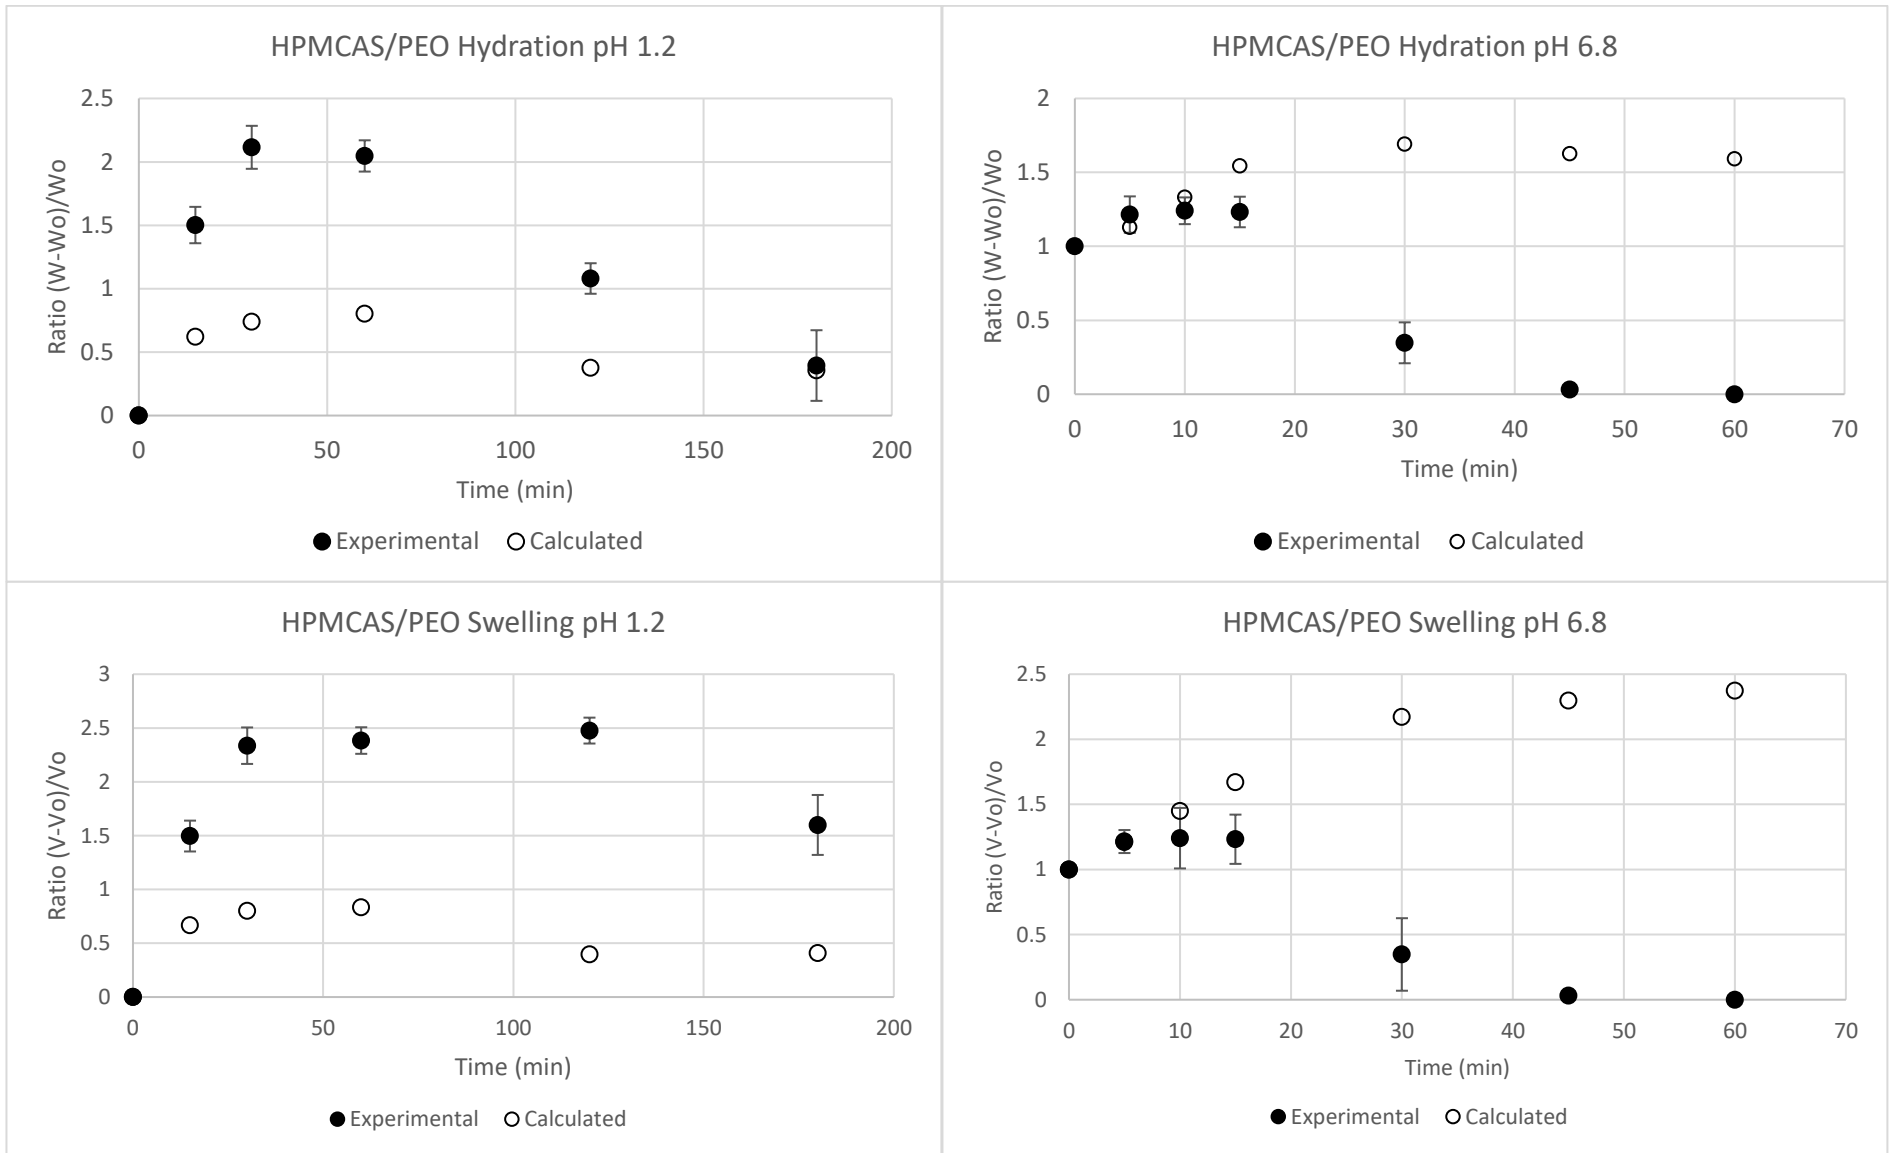 HPMCAS/PEO Hydration pH 1.2
2.5
2
1.5
1
0.5
0
0 50 100 150 200
Ratio (W-Wo)/Wo
Time (min)
Experimental Calculated
HPMCAS/PEO Hydration pH 6.8
2
1.5
1
0.5
0
0 10 20 30 40 50 60 70
Ratio (W-Wo)/Wo
Time (min)
Experimental Calculated
HPMCAS/PEO Swelling pH 1.2
3
2.5
2
1.5
1
0.5
0
0 50 100 150 200
Ratio (V-Vo)/Vo
Time (min)
Experimental Calculated
HPMCAS/PEO Swelling pH 6.8
2.5
2
1.5
1
0.5
0
0 10 20 30 40 50 60 70
Ratio (V-Vo)/Vo
Time (min)
Experimental Calculated